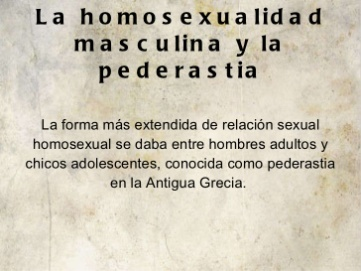 La homosexualidad
masculina y la
pederastia
La forma más extendida de relación sexual
homosexual se daba entre hombres adultos y
chicos adolescentes, conocida como pederastia
en la Antigua Grecia.